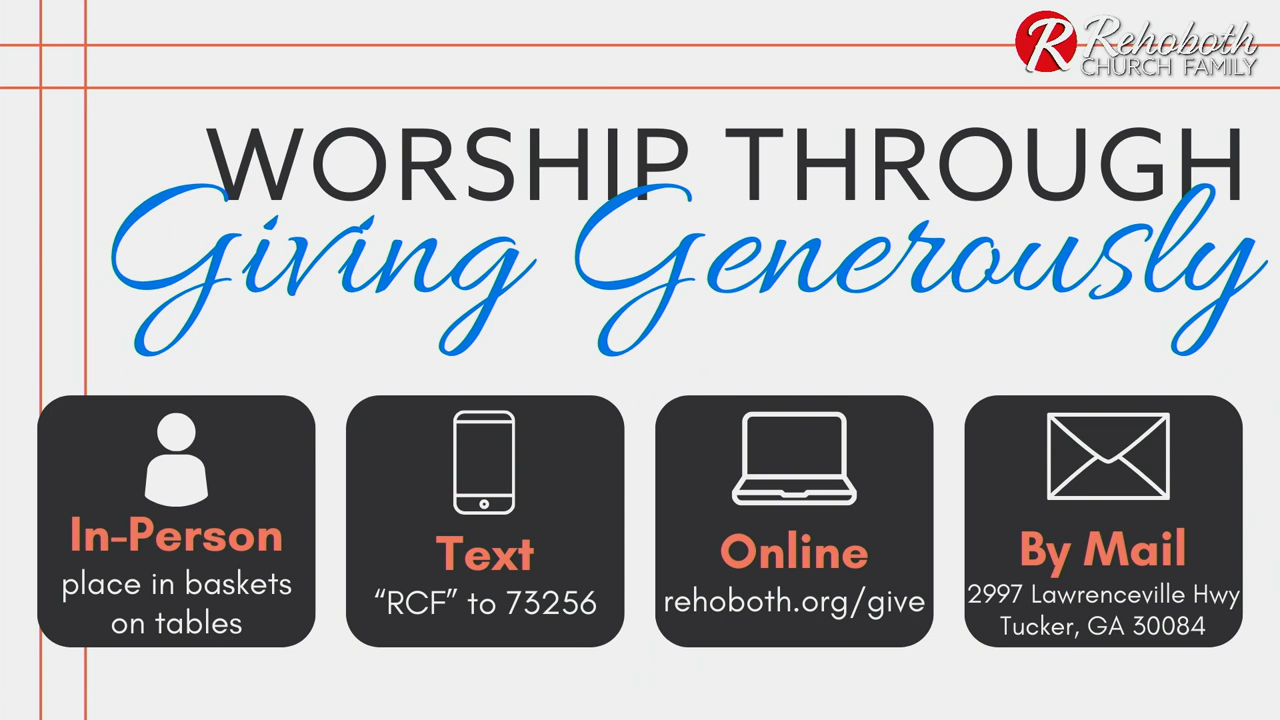 R Rehoboth
CHURCH FAMILY
WORSHIP THROUGH
Giving Generously
In-Person
place in baskets
on tables
Text
“RCF” to 73256
Online
rehoboth.org/give
By Mail
2997 Lawrenceville Hwy
Tucker, GA 30084